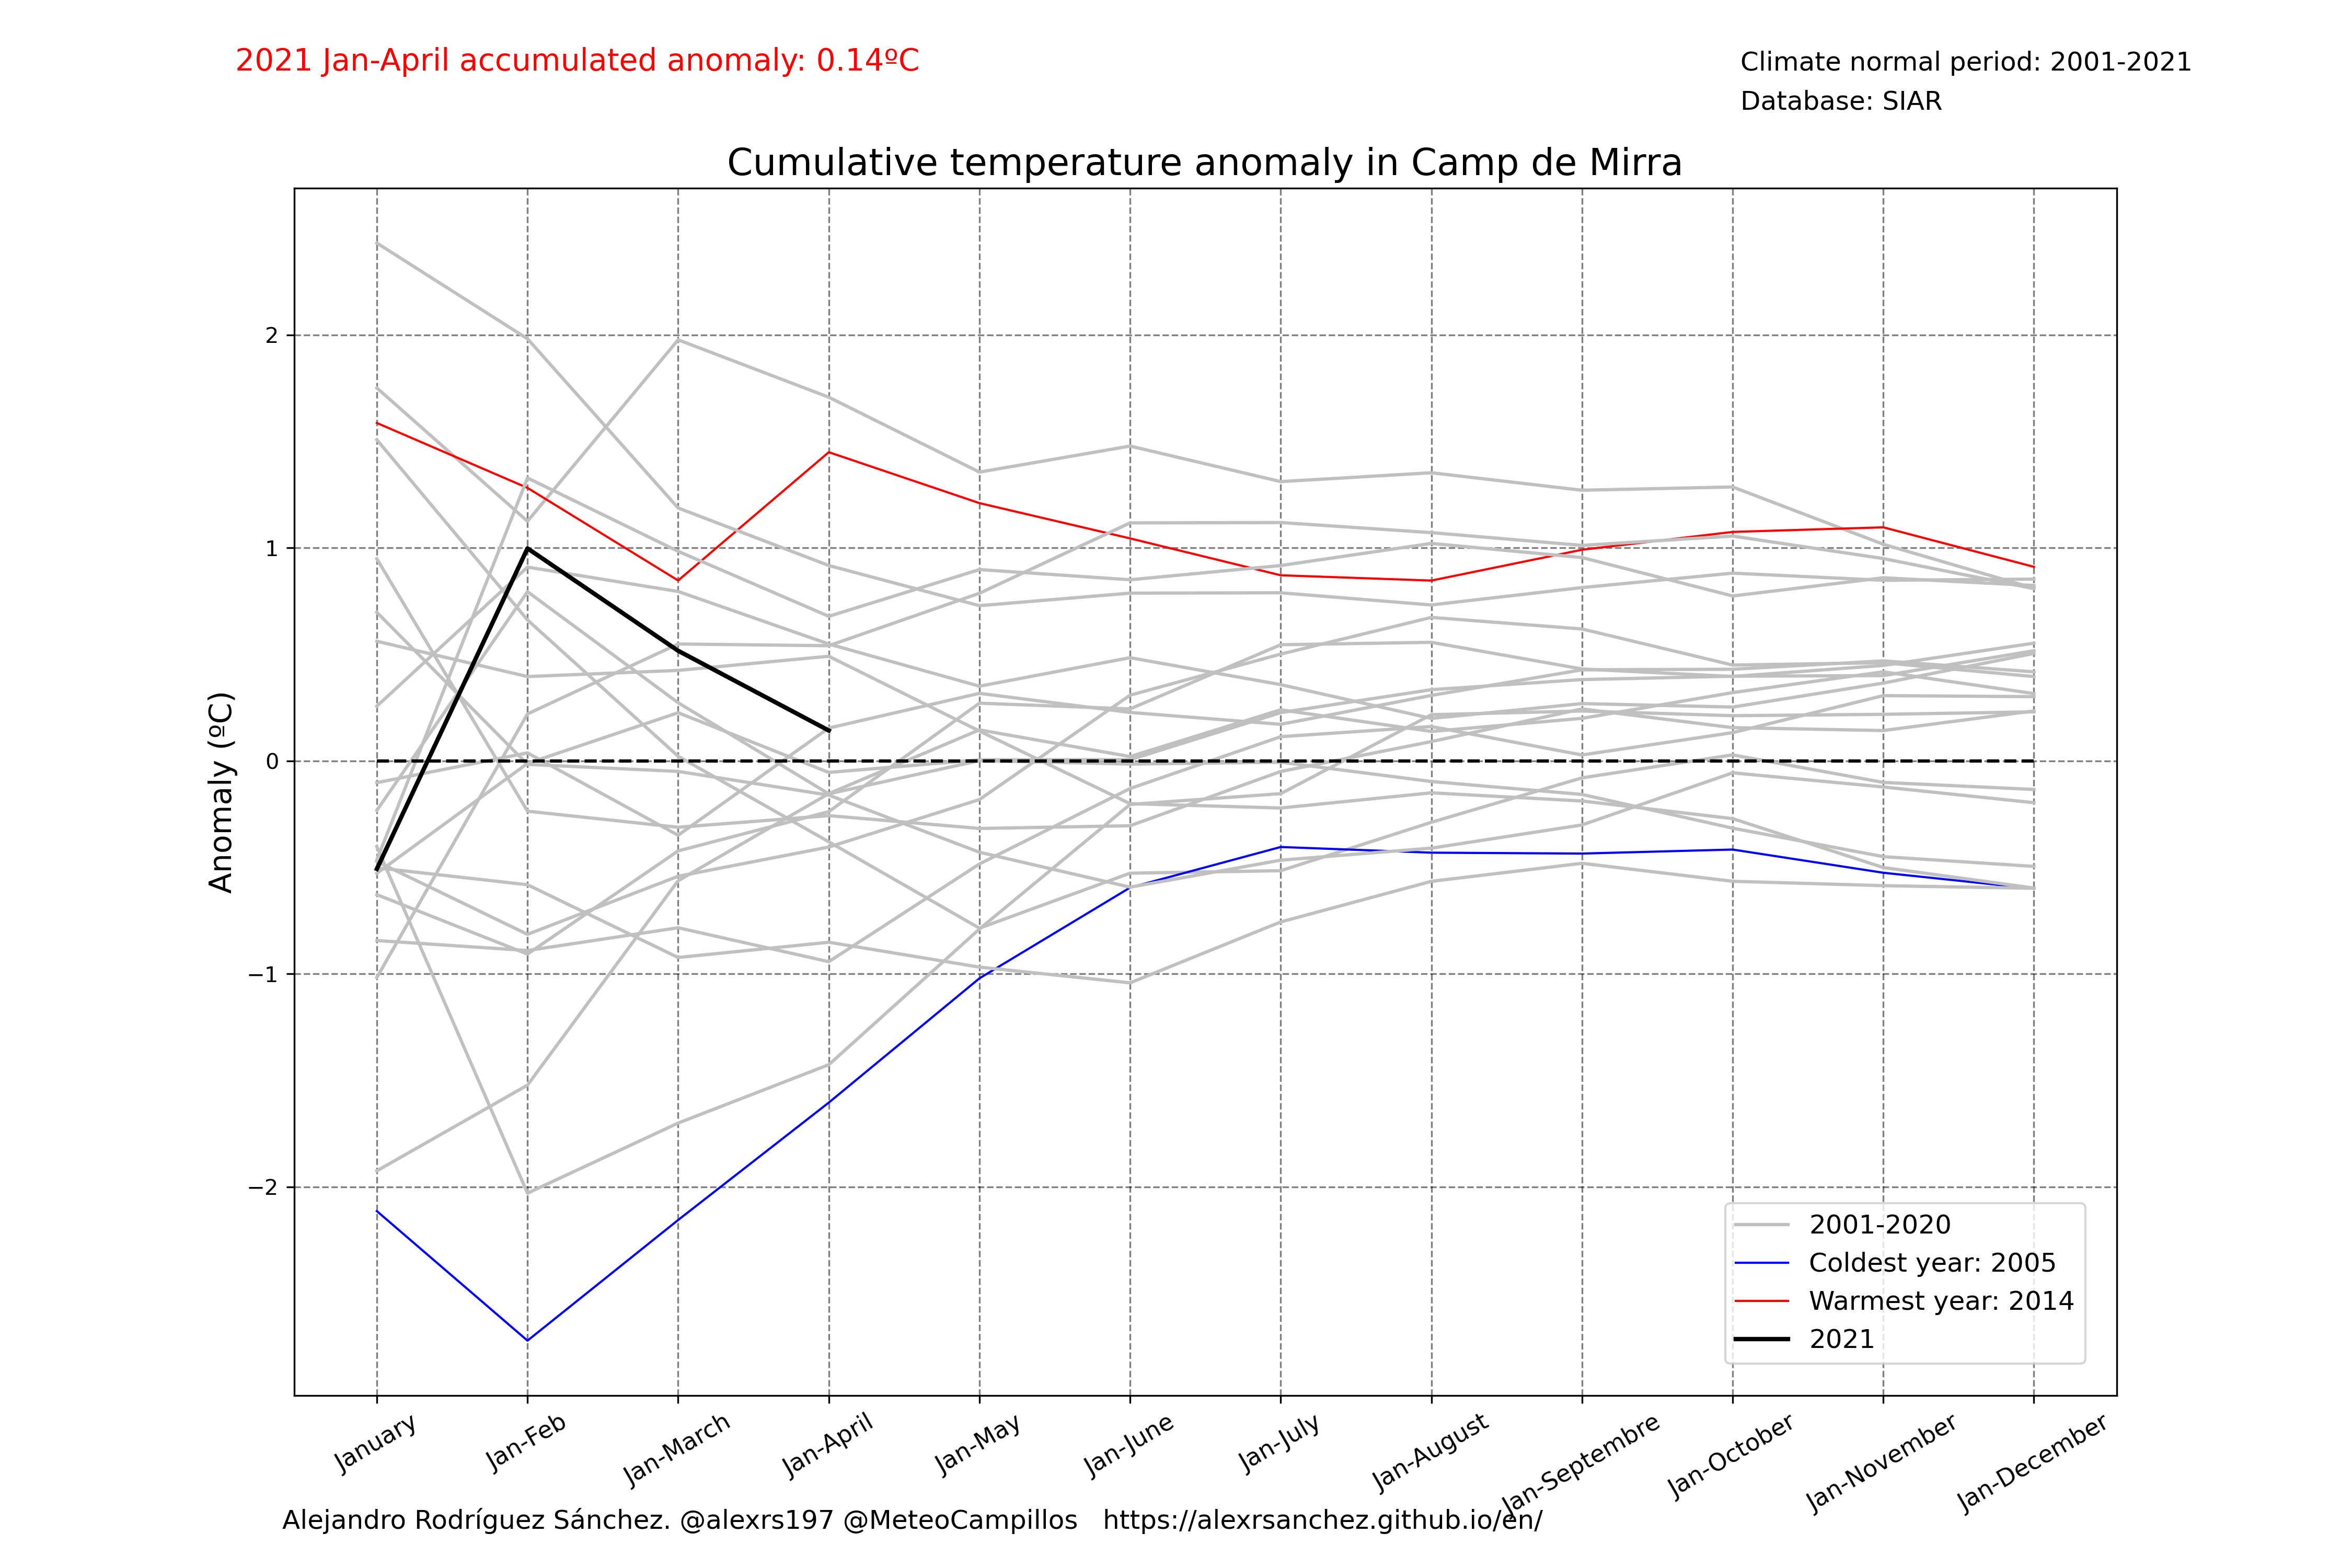 2021 Jan-April accumulated anomaly: 0.14ºC
Climate normal period: 2001-2021
Database: SIAR
Cumulative temperature anomaly in Camp de Mirra
Anomaly (ºC)
2
1
0
−1
−2
2001-2020
Coldest year: 2005
Warmest year: 2014
2021
January
Jan-Feb
Jan-March
Jan-April
Jan-May
Jan-June
Jan-July
Jan-August
Jan-Septembre
Jan-October
Jan-November
Jan-December
Alejandro Rodríguez Sánchez. @alexrs197 @MeteoCampillos https://alexrsanchez.github.io/en/